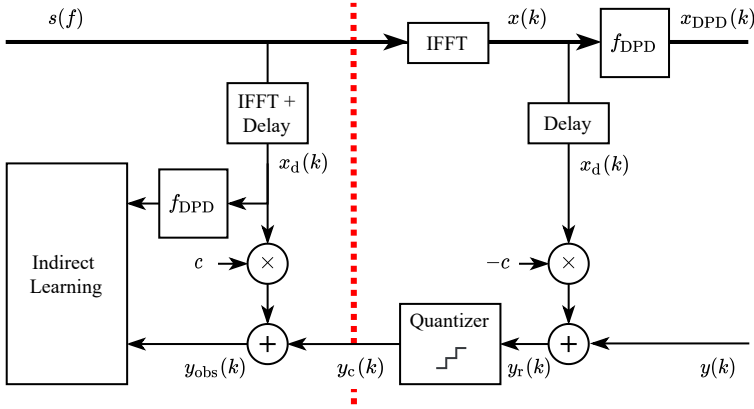 s(f)
IFFT
x(k)
f_DPD
x_DPD(k)
IFFT +
Delay
Delay
x_d(k)
x_d(k)
f_DPD
Indirect
Learning
c
×
−c
×
Quantizer
+
+
y_obs(k)
y_c(k)
y_r(k)
y(k)